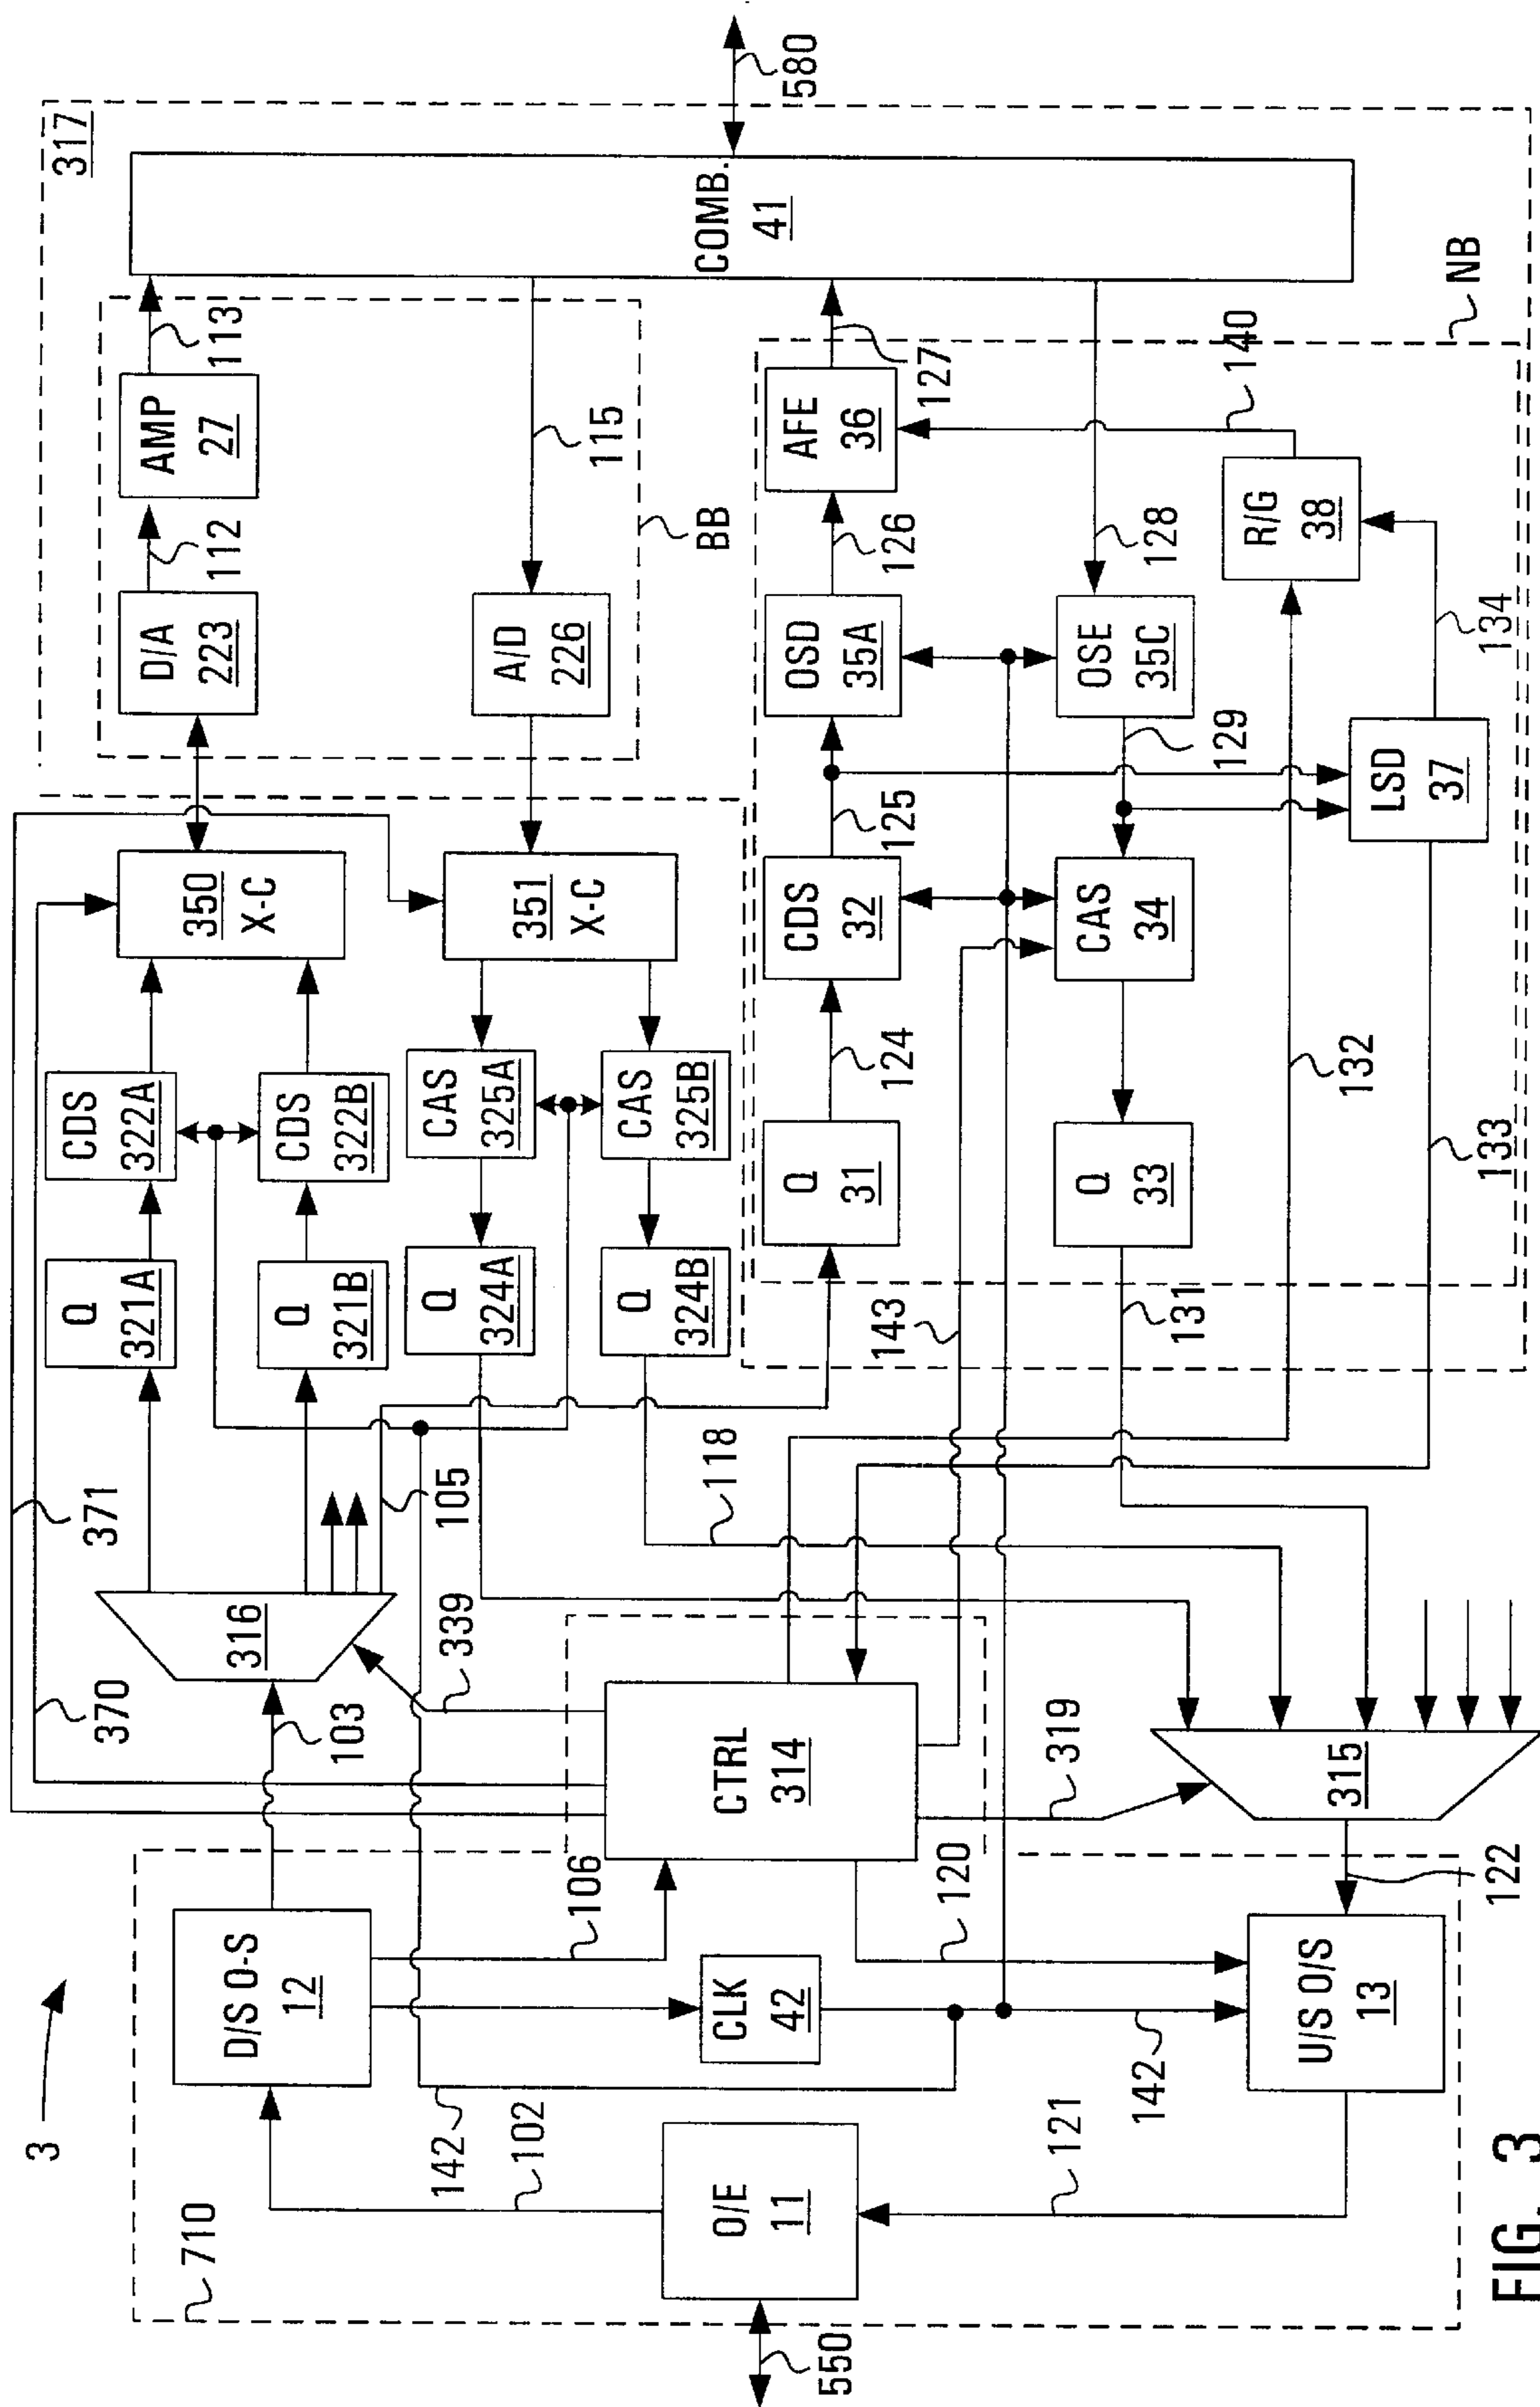 3
710
O/E
11
550
102
142
D/S O-S
12
106
CLK
42
142
120
121
U/S O/S
13
122
103
316
339
370
371
CTRL
314
319
315
105
118
Q
321A
CDS
322A
Q
321B
CDS
322B
CAS
325A
Q
324A
CAS
325B
Q
324B
350
X-C
351
X-C
317
D/A
223
112
AMP
27
113
A/D
226
115
BB
COMB.
41
580
Q
31
124
CDS
32
125
OSD
35A
126
AFE
36
127
140
NB
143
Q
33
131
CAS
34
129
OSE
35C
128
132
R/G
38
134
LSD
37
133
FIG. 3